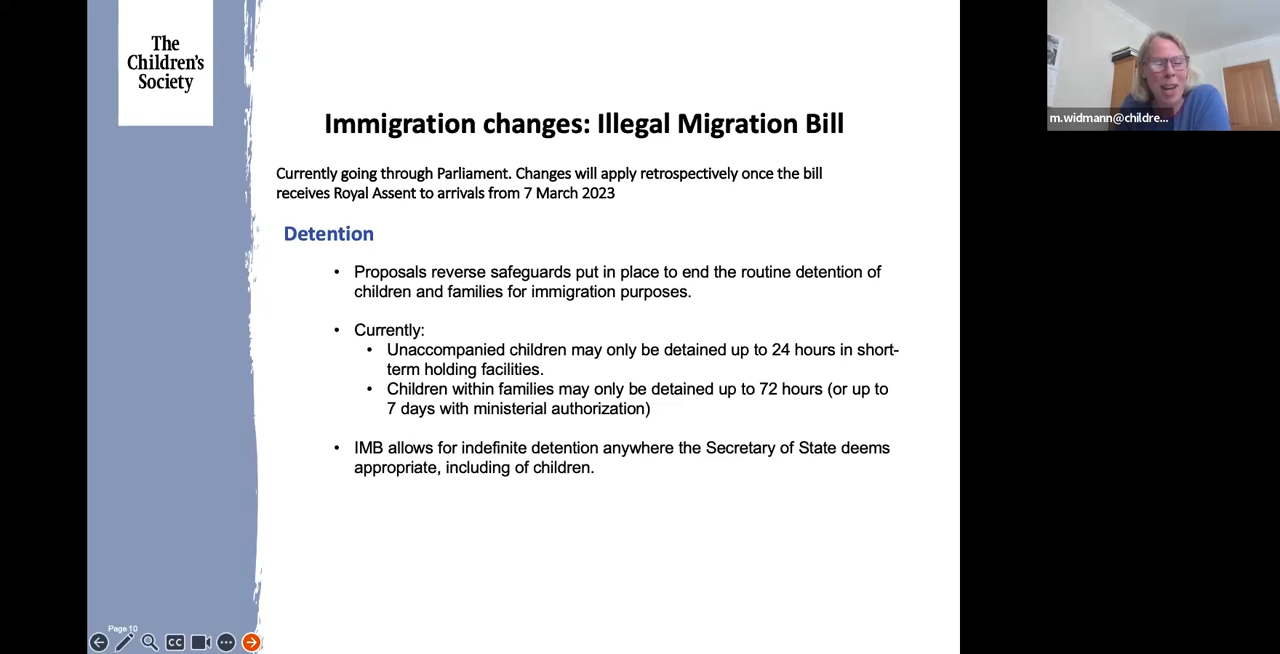 The
Children's
Society
m.widmann@childre...
Immigration changes: Illegal Migration Bill
Currently going through Parliament. Changes will apply retrospectively once the bill
receives Royal Assent to arrivals from 7 March 2023
Detention
• Proposals reverse safeguards put in place to end the routine detention of
children and families for immigration purposes.
• Currently:
• Unaccompanied children may only be detained up to 24 hours in short-
term holding facilities.
• Children within families may only be detained up to 72 hours (or up to
7 days with ministerial authorization)
• IMB allows for indefinite detention anywhere the Secretary of State deems
appropriate, including of children.
Page 10
CC